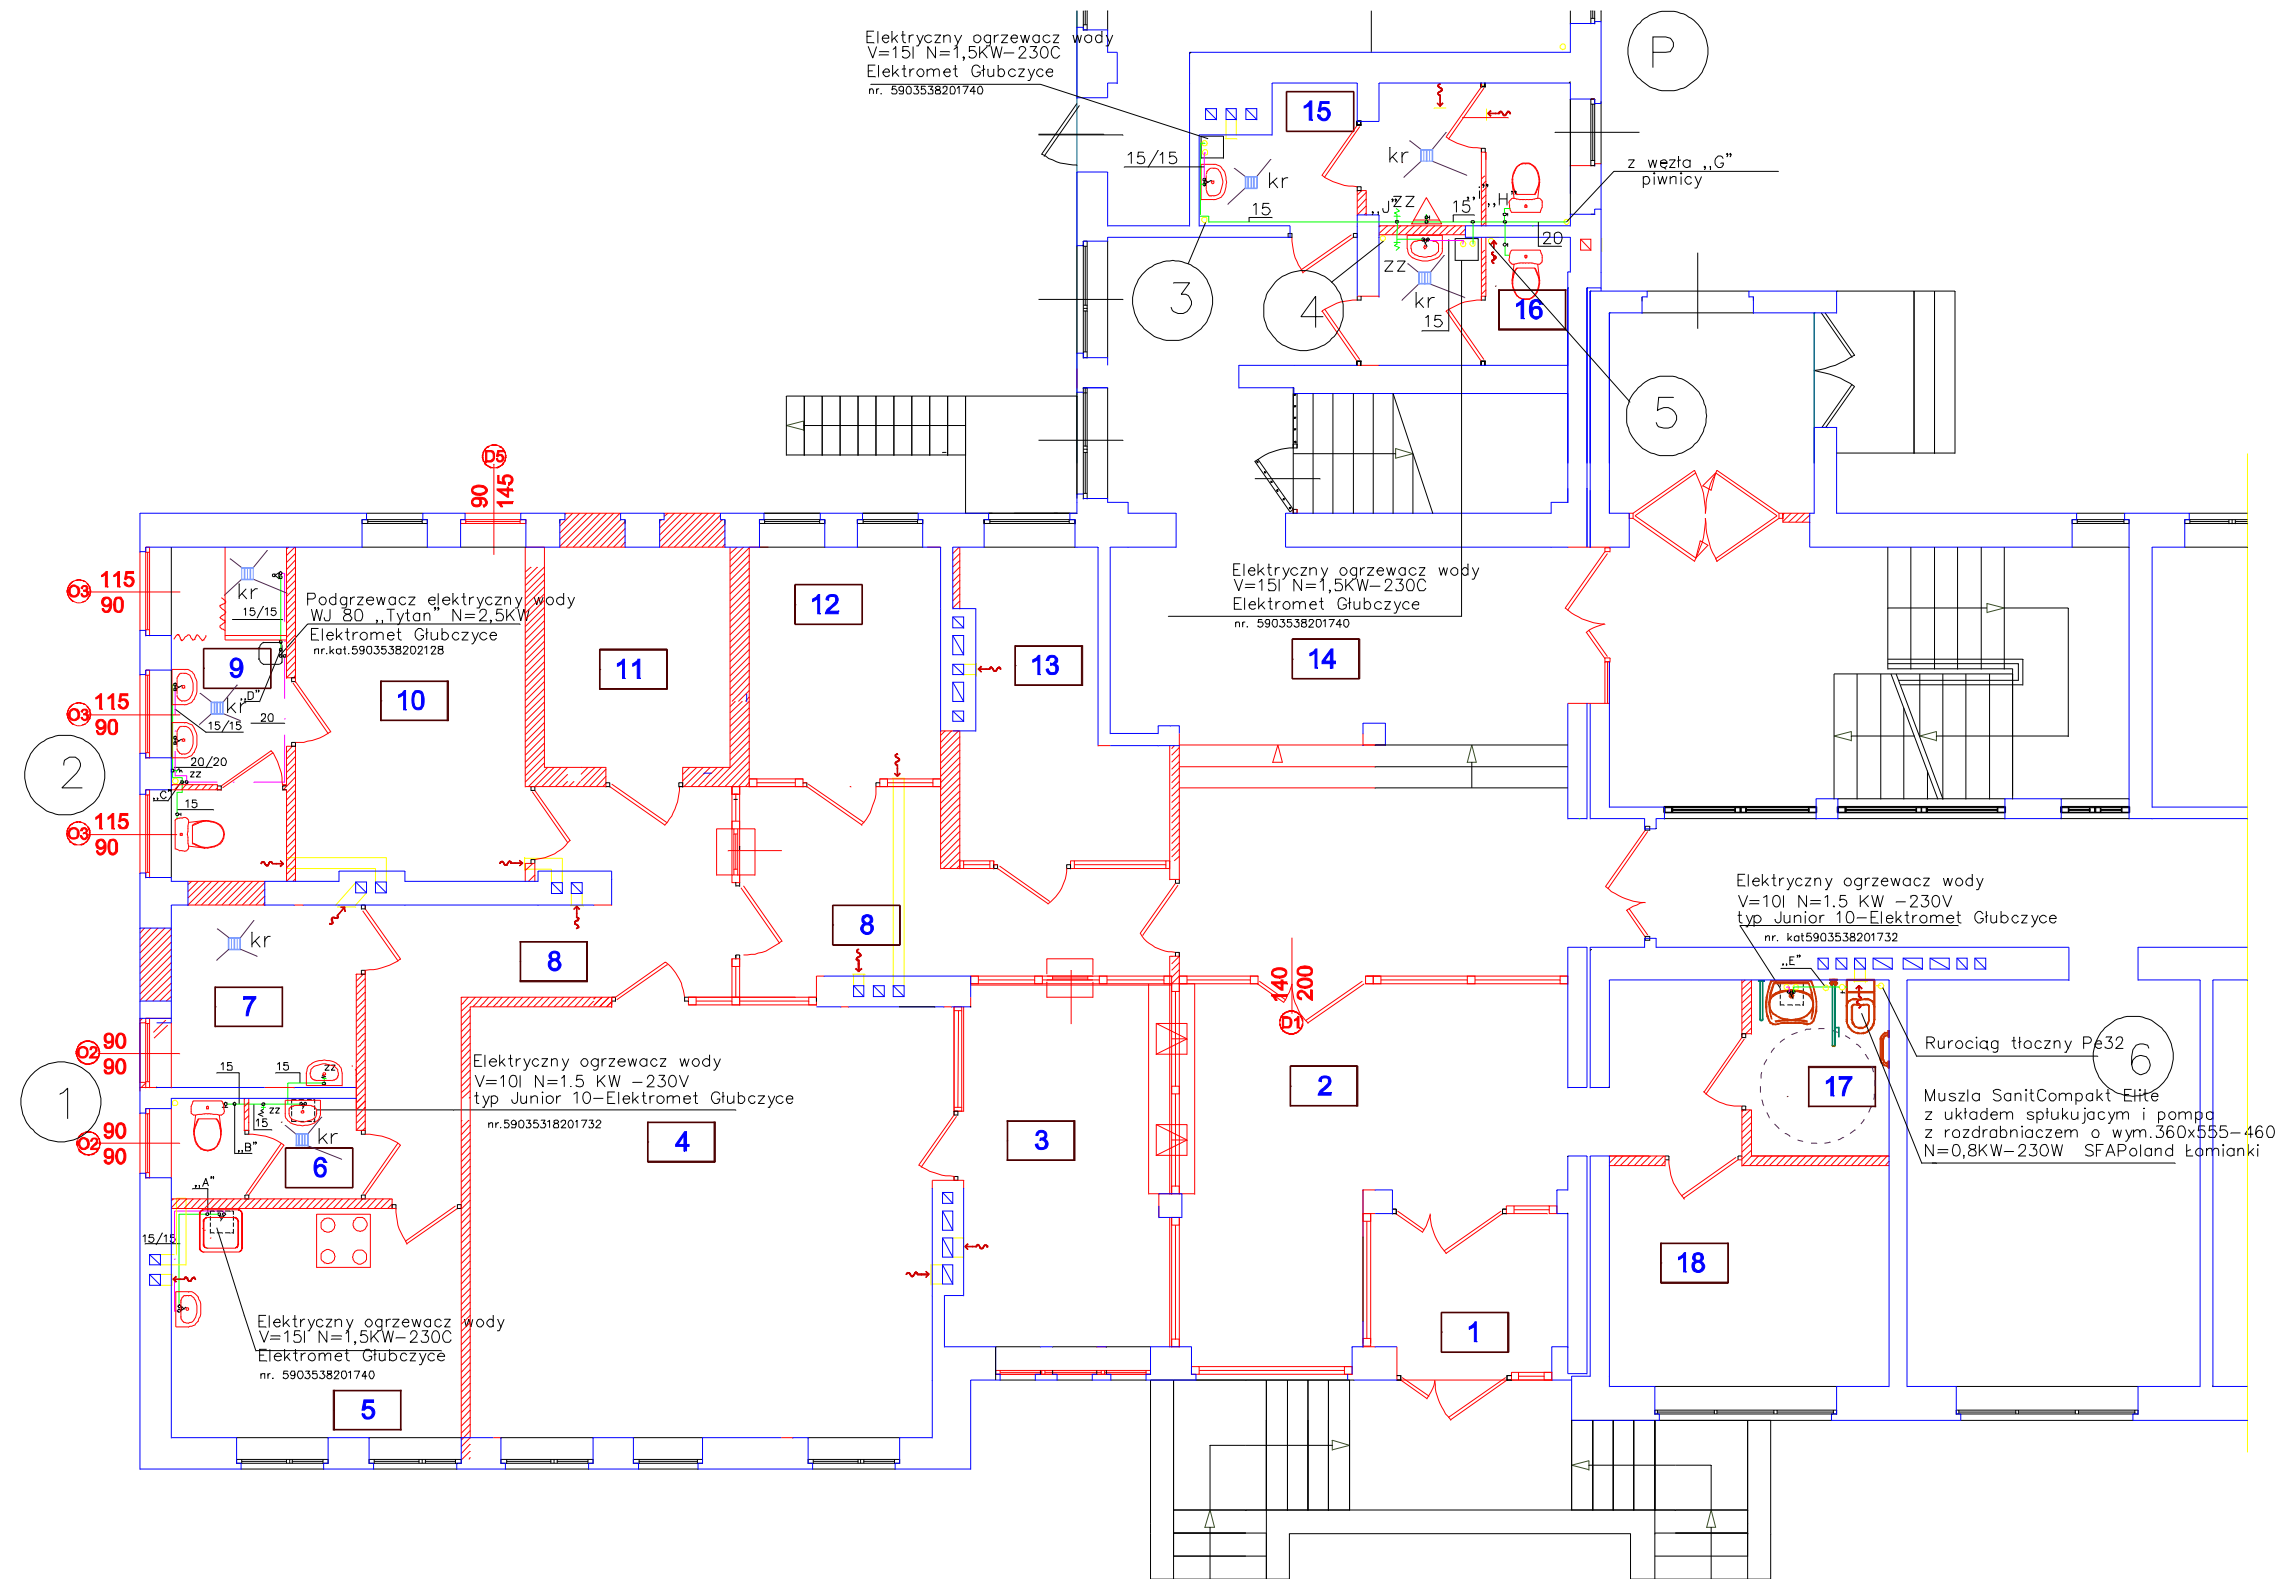 Elektryczny ogrzewacz wody
V=15l N=1,5KW-230C
Elektromet Głubczyce
nr. 5903538201740
P
15
15/15
kr
kr
z węzła ,,G"
piwnicy
15
,,J"
zz
15
,,I"
,,H"
20
3
4
zz
kr
15
16
5
D5
90
145
O3
115
90
kr
15/15
Podgrzewacz elektryczny wody
WJ 80 ,,Tytan" N=2,5KW
Elektromet Głubczyce
nr.kat.5903538202128
9
,,D"
kr
20
15/15
O3
115
90
10
11
12
13
Elektryczny ogrzewacz wody
V=15l N=1,5KW-230C
Elektromet Głubczyce
nr. 5903538201740
14
2
20/20
zz
,,C"
15
O3
115
90
kr
7
8
8
Elektryczny ogrzewacz wody
V=10l N=1.5 KW -230V
typ Junior 10-Elektromet Głubczyce
nr. kat5903538201732
,,E"
140
200
D1
O2
90
90
15
15
zz
1
Elektryczny ogrzewacz wody
V=10l N=1.5 KW -230V
typ Junior 10-Elektromet Głubczyce
nr.59035318201732
15
zz
kr
,,B"
O2
90
90
6
4
3
2
17
Rurociąg tłoczny Pe32
6
Muszla SanitCompakt Elite
z układem spłukujacym i pompa
z rozdrabniaczem o wym.360x555-460
N=0,8KW-230W SFAPoland Łomianki
,,A"
15/15
18
1
Elektryczny ogrzewacz wody
V=15l N=1,5KW-230C
Elektromet Głubczyce
nr. 5903538201740
5